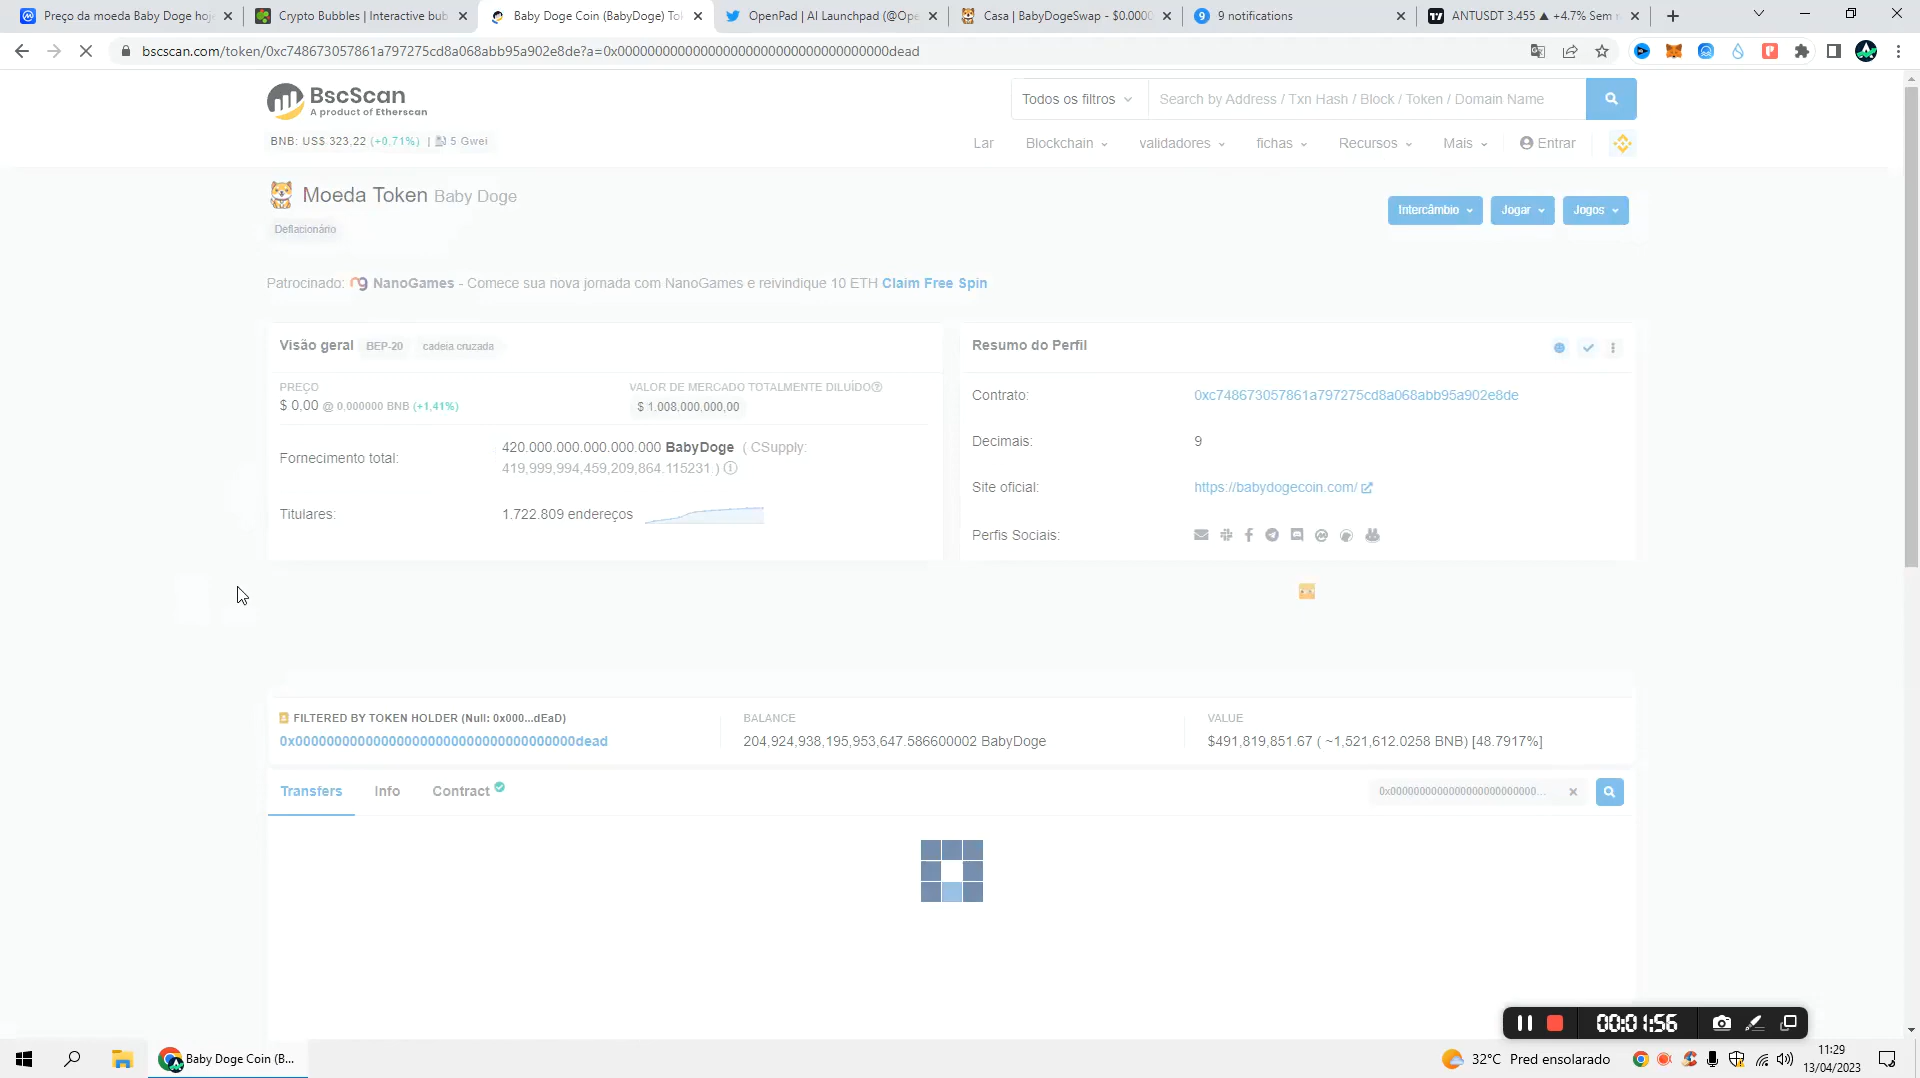 Preço da moeda Baby Doge hoje
Crypto Bubbles | Interactive bub
Baby Doge Coin (BabyDoge) To
OpenPad | AI Launchpad (@Ope
Casa | BabyDogeSwap - $0.0000
9 9 notifications
ANTUSDT 3.455 ▲ +4.7% Sem
bscscan.com/token/0xc748673057861a797275cd8a068abb95a902e8de?a=0x000000000000000000000000000000000000dead
BscScan
A product of Etherscan
Todos os filtros
Search by Address / Txn Hash / Block / Token / Domain Name
BNB: US$ 323,22 (+0,71%) | 5 Gwei
Lar Blockchain validadores fichas Recursos Mais Entrar
Moeda Token Baby Doge
Deflacionário
Intercâmbio Jogar Jogos
Patrocinado: NanoGames - Comece sua nova jornada com NanoGames e reivindique 10 ETH Claim Free Spin
Visão geral BEP-20 cadeia cruzada
PREÇO
$ 0,00 @ 0,000000 BNB (+1,41%)
VALOR DE MERCADO TOTALMENTE DILUÍDO
$ 1.008.000.000,00
Fornecimento total:
420.000.000.000.000.000 BabyDoge ( CSupply:
419,999,994,459,209,864.115231 )
Titulares:
1.722.809 endereços
Resumo do Perfil
Contrato:
0xc748673057861a797275cd8a068abb95a902e8de
Decimais:
9
Site oficial:
https://babydogecoin.com/
Perfis Sociais:
FILTERED BY TOKEN HOLDER (Null: 0x000...dEaD)
0x000000000000000000000000000000000000dead
BALANCE
204,924,938,195,953,647.586600002 BabyDoge
VALUE
$491,819,851.67 ( ~1,521,612.0258 BNB) [48.7917%]
Transfers Info Contract
0x0000000000000000000000000...
00:01:56
Baby Doge Coin (B...
32°C Pred ensolarado
11:29
13/04/2023